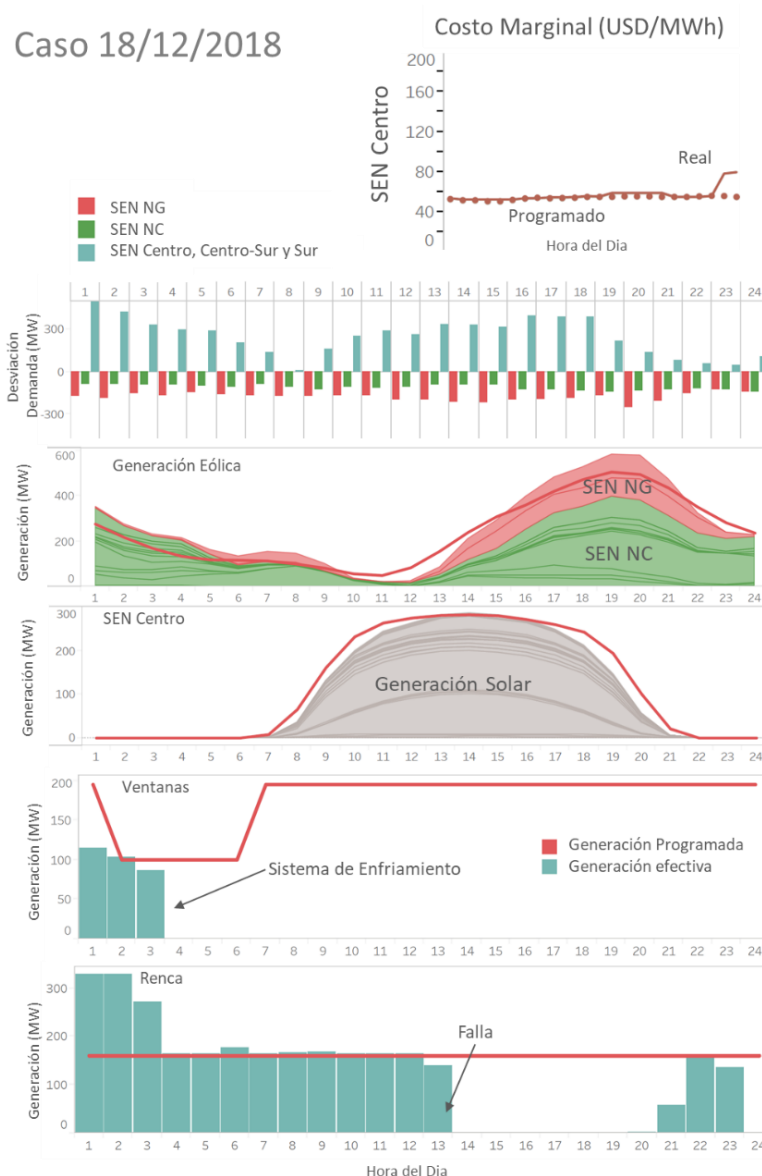 Caso 18/12/2018
Costo Marginal (USD/MWh)
SEN Centro
200
160
120
80
40
0
Real
Programado
Hora del Dia
SEN NG
SEN NC
SEN Centro, Centro-Sur y Sur
1 2 3 4 5 6 7 8 9 10 11 12 13 14 15 16 17 18 19 20 21 22 23 24
Desviación
Demanda (MW)
300
0
-300
Generación (MW)
600
400
200
0
Generación Eólica
SEN NG
SEN NC
1 2 3 4 5 6 7 8 9 10 11 12 13 14 15 16 17 18 19 20 21 22 23 24
Generación (MW)
300
200
100
0
SEN Centro
Generación Solar
1 2 3 4 5 6 7 8 9 10 11 12 13 14 15 16 17 18 19 20 21 22 23 24
Generación (MW)
200
150
100
50
0
Ventanas
Sistema de Enfriamiento
Generación Programada
Generación efectiva
1 2 3 4 5 6 7 8 9 10 11 12 13 14 15 16 17 18 19 20 21 22 23 24
Generación (MW)
300
200
100
0
Renca
Falla
1 2 3 4 5 6 7 8 9 10 11 12 13 14 15 16 17 18 19 20 21 22 23 24
Hora del Dia